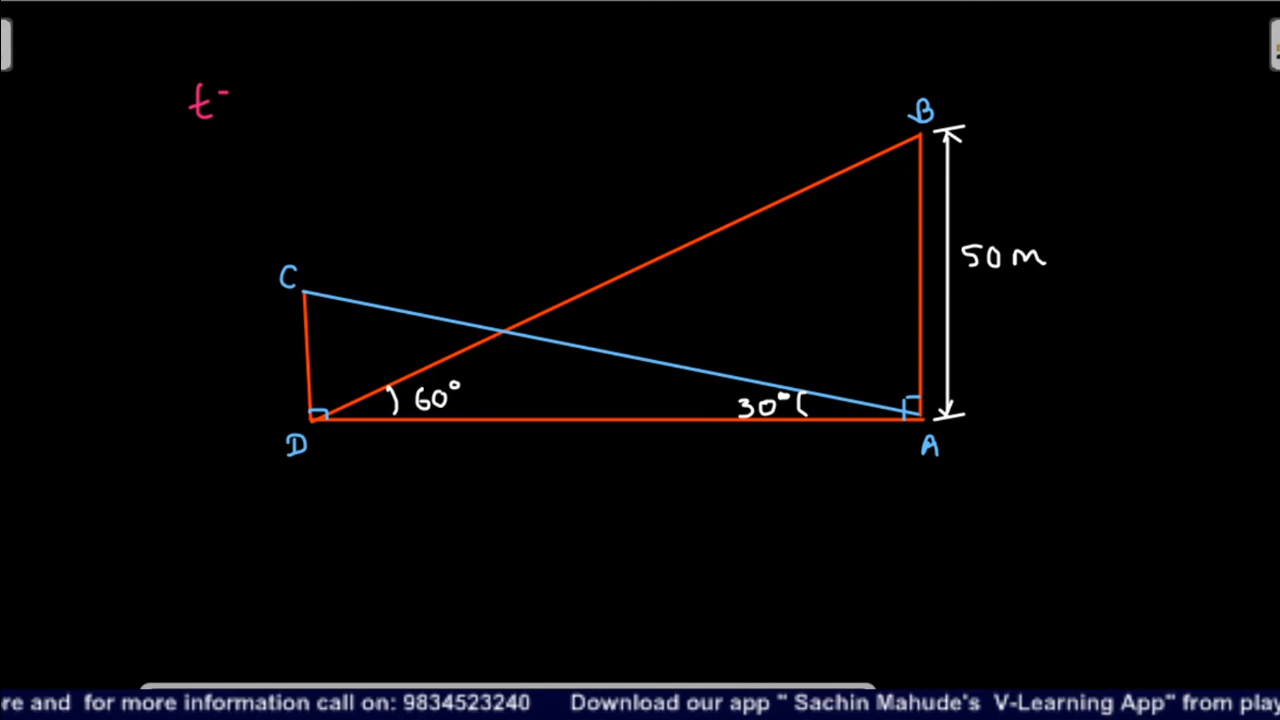 t-
B
50m
C
60°
30°
D
A
re and for more information call on: 9834523240 Download our app " Sachin Mahude's V-Learning App" from play